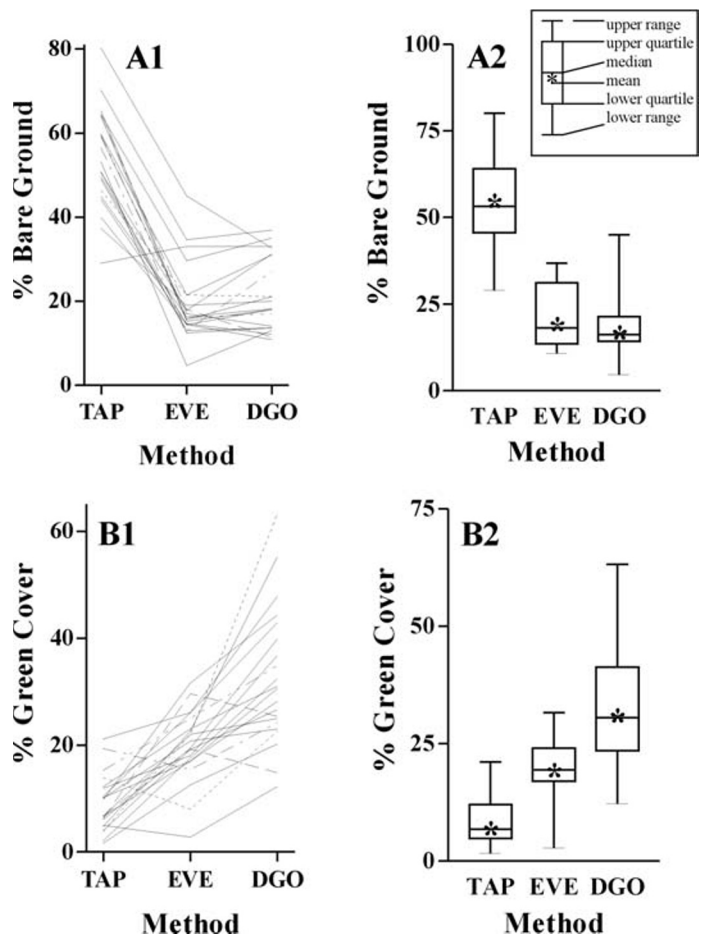 A1
80
60
40
20
0
% Bare Ground
TAP EVE DGO
Method
A2
upper range
upper quartile
median
mean
lower quartile
lower range
*
100
75
50
25
0
% Bare Ground
* * *
TAP EVE DGO
Method
B1
60
40
20
0
% Green Cover
TAP EVE DGO
Method
B2
75
50
25
0
% Green Cover
* * *
TAP EVE DGO
Method